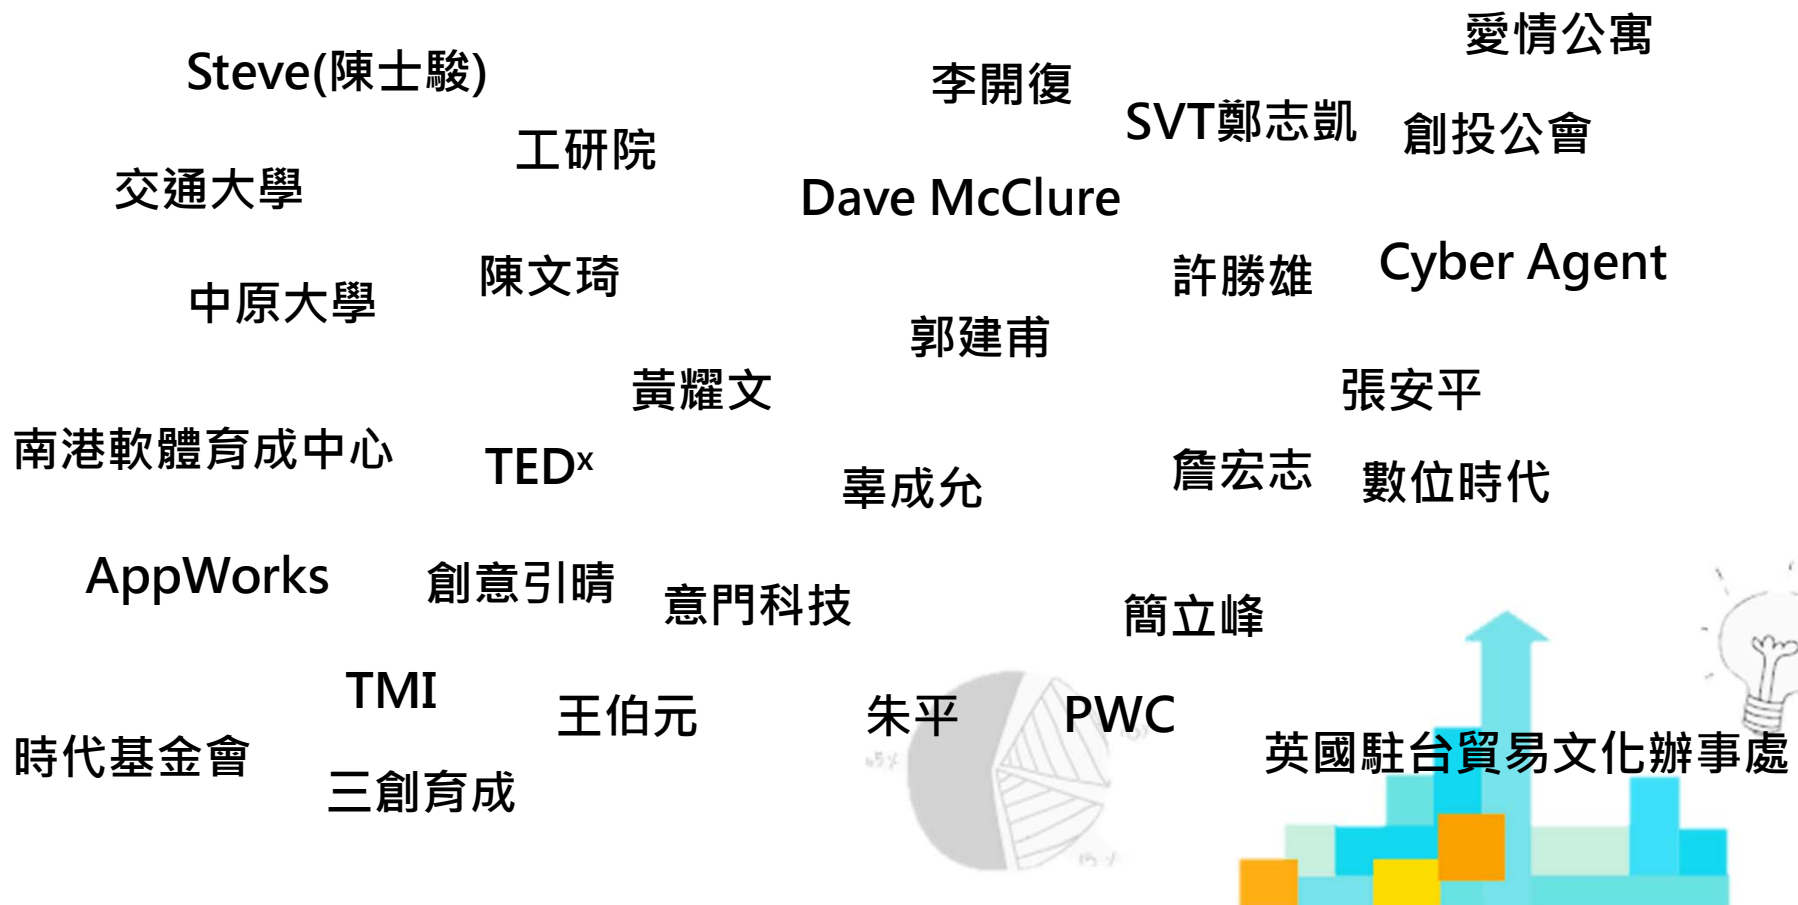 愛情公寓
Steve(陳士駿)
李開復
SVT鄭志凱
創投公會
工研院
交通大學
Dave McClure
陳文琦
許勝雄
Cyber Agent
中原大學
郭建甫
黃耀文
張安平
南港軟體育成中心
TEDx
辜成允
詹宏志
數位時代
AppWorks
創意引晴
意門科技
簡立峰
TMI
王伯元
朱平
PWC
時代基金會
英國駐台貿易文化辦事處
三創育成